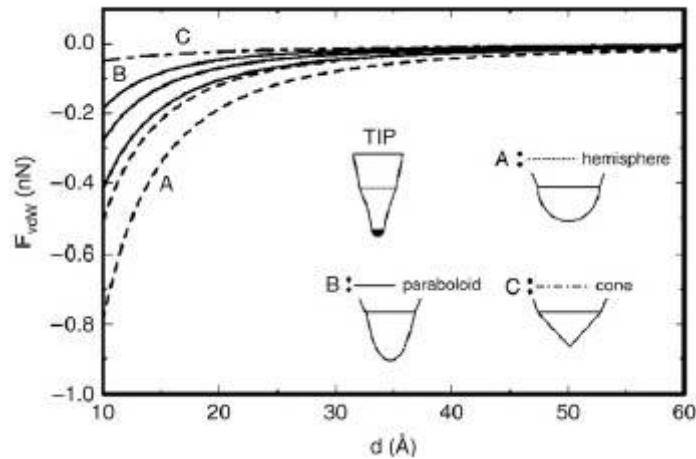 0.0
−0.2
−0.4
−0.6
−0.8
−1.0
F_vdW (nN)
10
20
30
40
50
60
d (Å)
C
B
A
TIP
A : hemisphere
B : paraboloid
C : cone